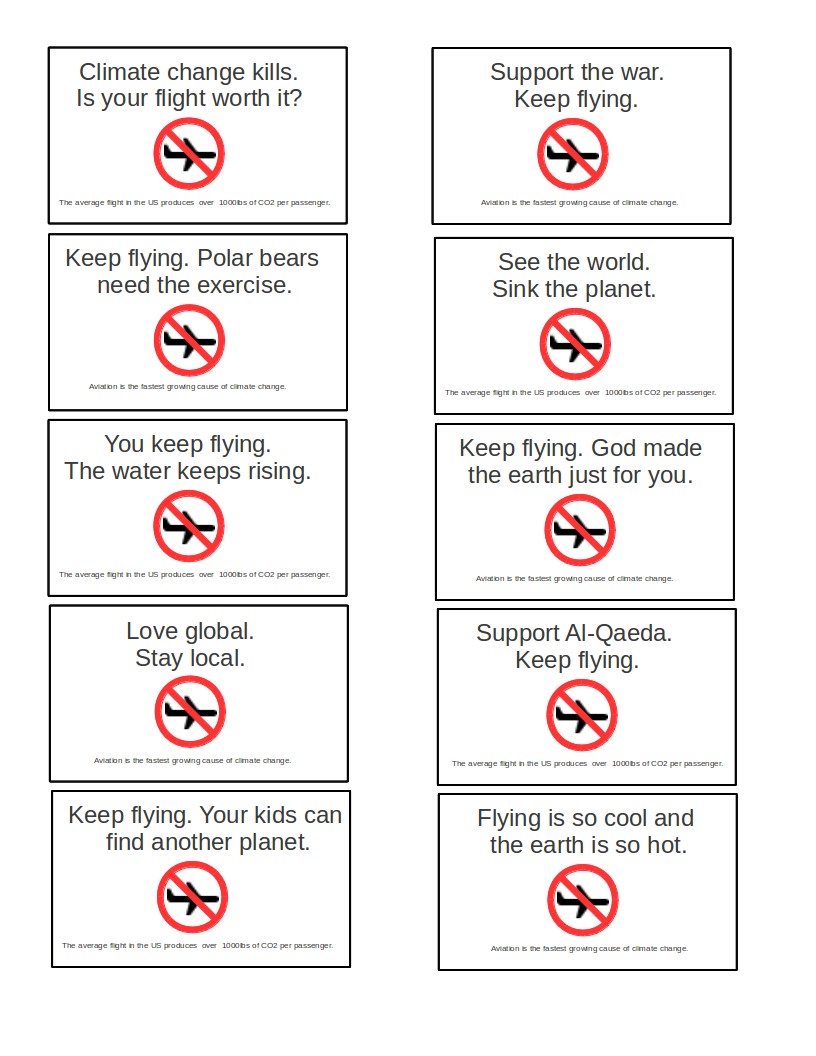 Climate change kills.
Is your flight worth it?
The average flight in the US produces over 1000lbs of CO2 per passenger.
Keep flying. Polar bears
need the exercise.
Aviation is the fastest growing cause of climate change.
You keep flying.
The water keeps rising.
The average flight in the US produces over 1000lbs of CO2 per passenger.
Love global.
Stay local.
Aviation is the fastest growing cause of climate change.
Keep flying. Your kids can
find another planet.
The average flight in the US produces over 1000lbs of CO2 per passenger.
Support the war.
Keep flying.
Aviation is the fastest growing cause of climate change.
See the world.
Sink the planet.
The average flight in the US produces over 1000lbs of CO2 per passenger.
Keep flying. God made
the earth just for you.
Aviation is the fastest growing cause of climate change.
Support Al-Qaeda.
Keep flying.
The average flight in the US produces over 1000lbs of CO2 per passenger.
Flying is so cool and
the earth is so hot.
Aviation is the fastest growing cause of climate change.